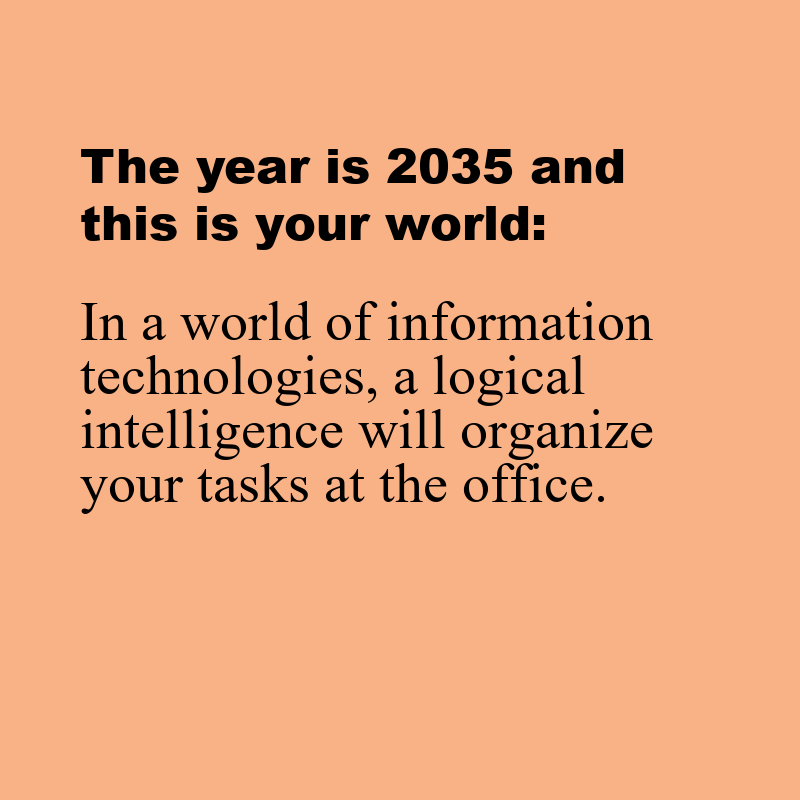 The year is 2035 and
this is your world:
In a world of information
technologies, a logical
intelligence will organize
your tasks at the office.